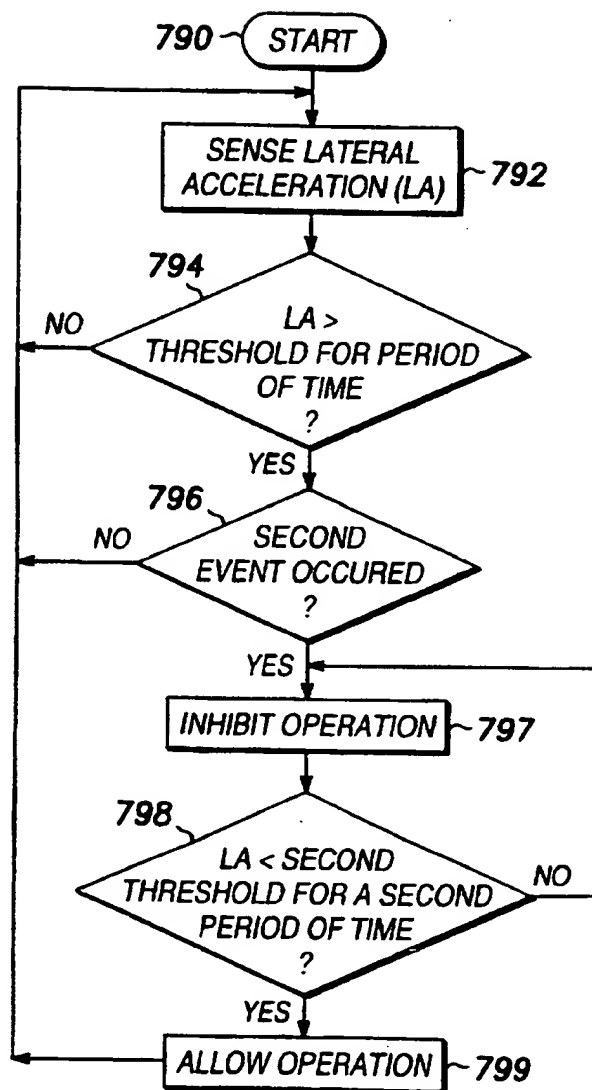 790
START
SENSE LATERAL
ACCELERATION (LA)
792
794
LA >
THRESHOLD FOR PERIOD
OF TIME
?
NO
YES
796
SECOND
EVENT OCCURED
?
NO
YES
INHIBIT OPERATION
797
798
LA < SECOND
THRESHOLD FOR A SECOND
PERIOD OF TIME
?
NO
YES
ALLOW OPERATION
799